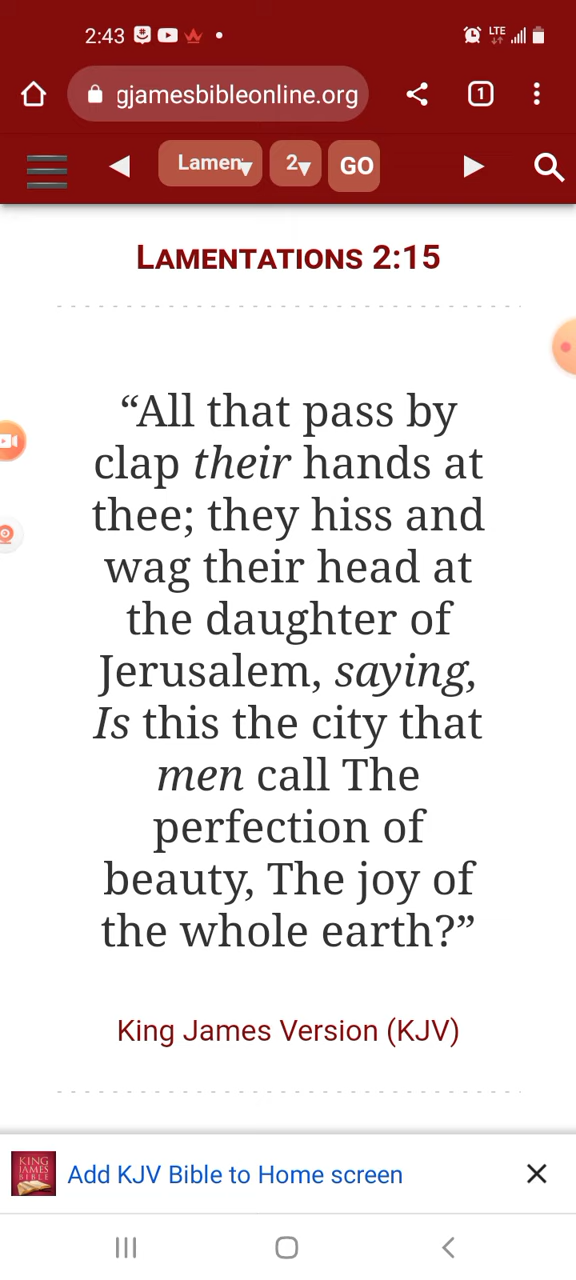 2:43
LTE
gjamesbibleonline.org
1
Lamen
2
GO
LAMENTATIONS 2:15
“All that pass by
clap their hands at
thee; they hiss and
wag their head at
the daughter of
Jerusalem, saying,
Is this the city that
men call The
perfection of
beauty, The joy of
the whole earth?”
King James Version (KJV)
KING
JAMES
BIBLE
Add KJV Bible to Home screen